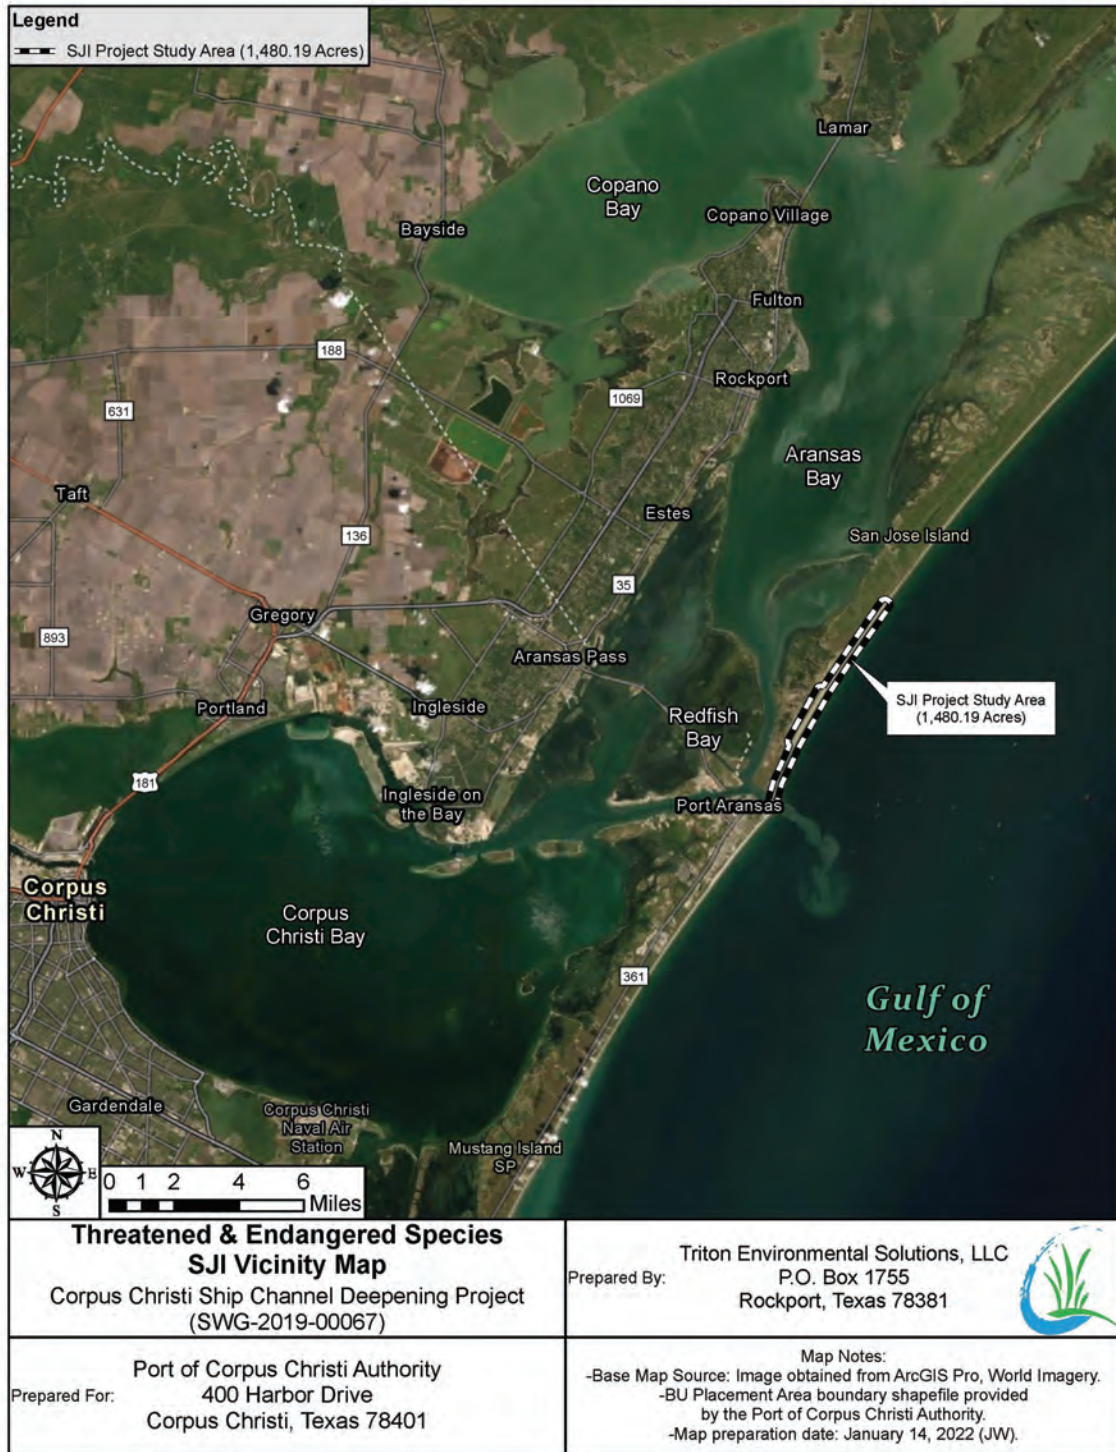 Legend
SJI Project Study Area (1,480.19 Acres)
Lamar
Copano
Bay
Copano Village
Bayside
Fulton
188
Rockport
1069
631
Aransas
Bay
Taft
Estes
136
San Jose Island
35
Gregory
893
Aransas Pass
SJI Project Study Area
(1,480.19 Acres)
Portland
Ingleside
Redfish
Bay
181
Ingleside on
the Bay
Port Aransas
Corpus
Christi
Corpus
Christi Bay
361
Gulf of
Mexico
Gardendale
Corpus Christi
Naval Air
Station
Mustang Island
SP
N
W E
S
0 1 2 4 6
Miles
Threatened & Endangered Species
SJI Vicinity Map
Corpus Christi Ship Channel Deepening Project
(SWG-2019-00067)
Prepared By:
Triton Environmental Solutions, LLC
P.O. Box 1755
Rockport, Texas 78381
Prepared For:
Port of Corpus Christi Authority
400 Harbor Drive
Corpus Christi, Texas 78401
Map Notes:
-Base Map Source: Image obtained from ArcGIS Pro, World Imagery.
-BU Placement Area boundary shapefile provided
by the Port of Corpus Christi Authority.
-Map preparation date: January 14, 2022 (JW).